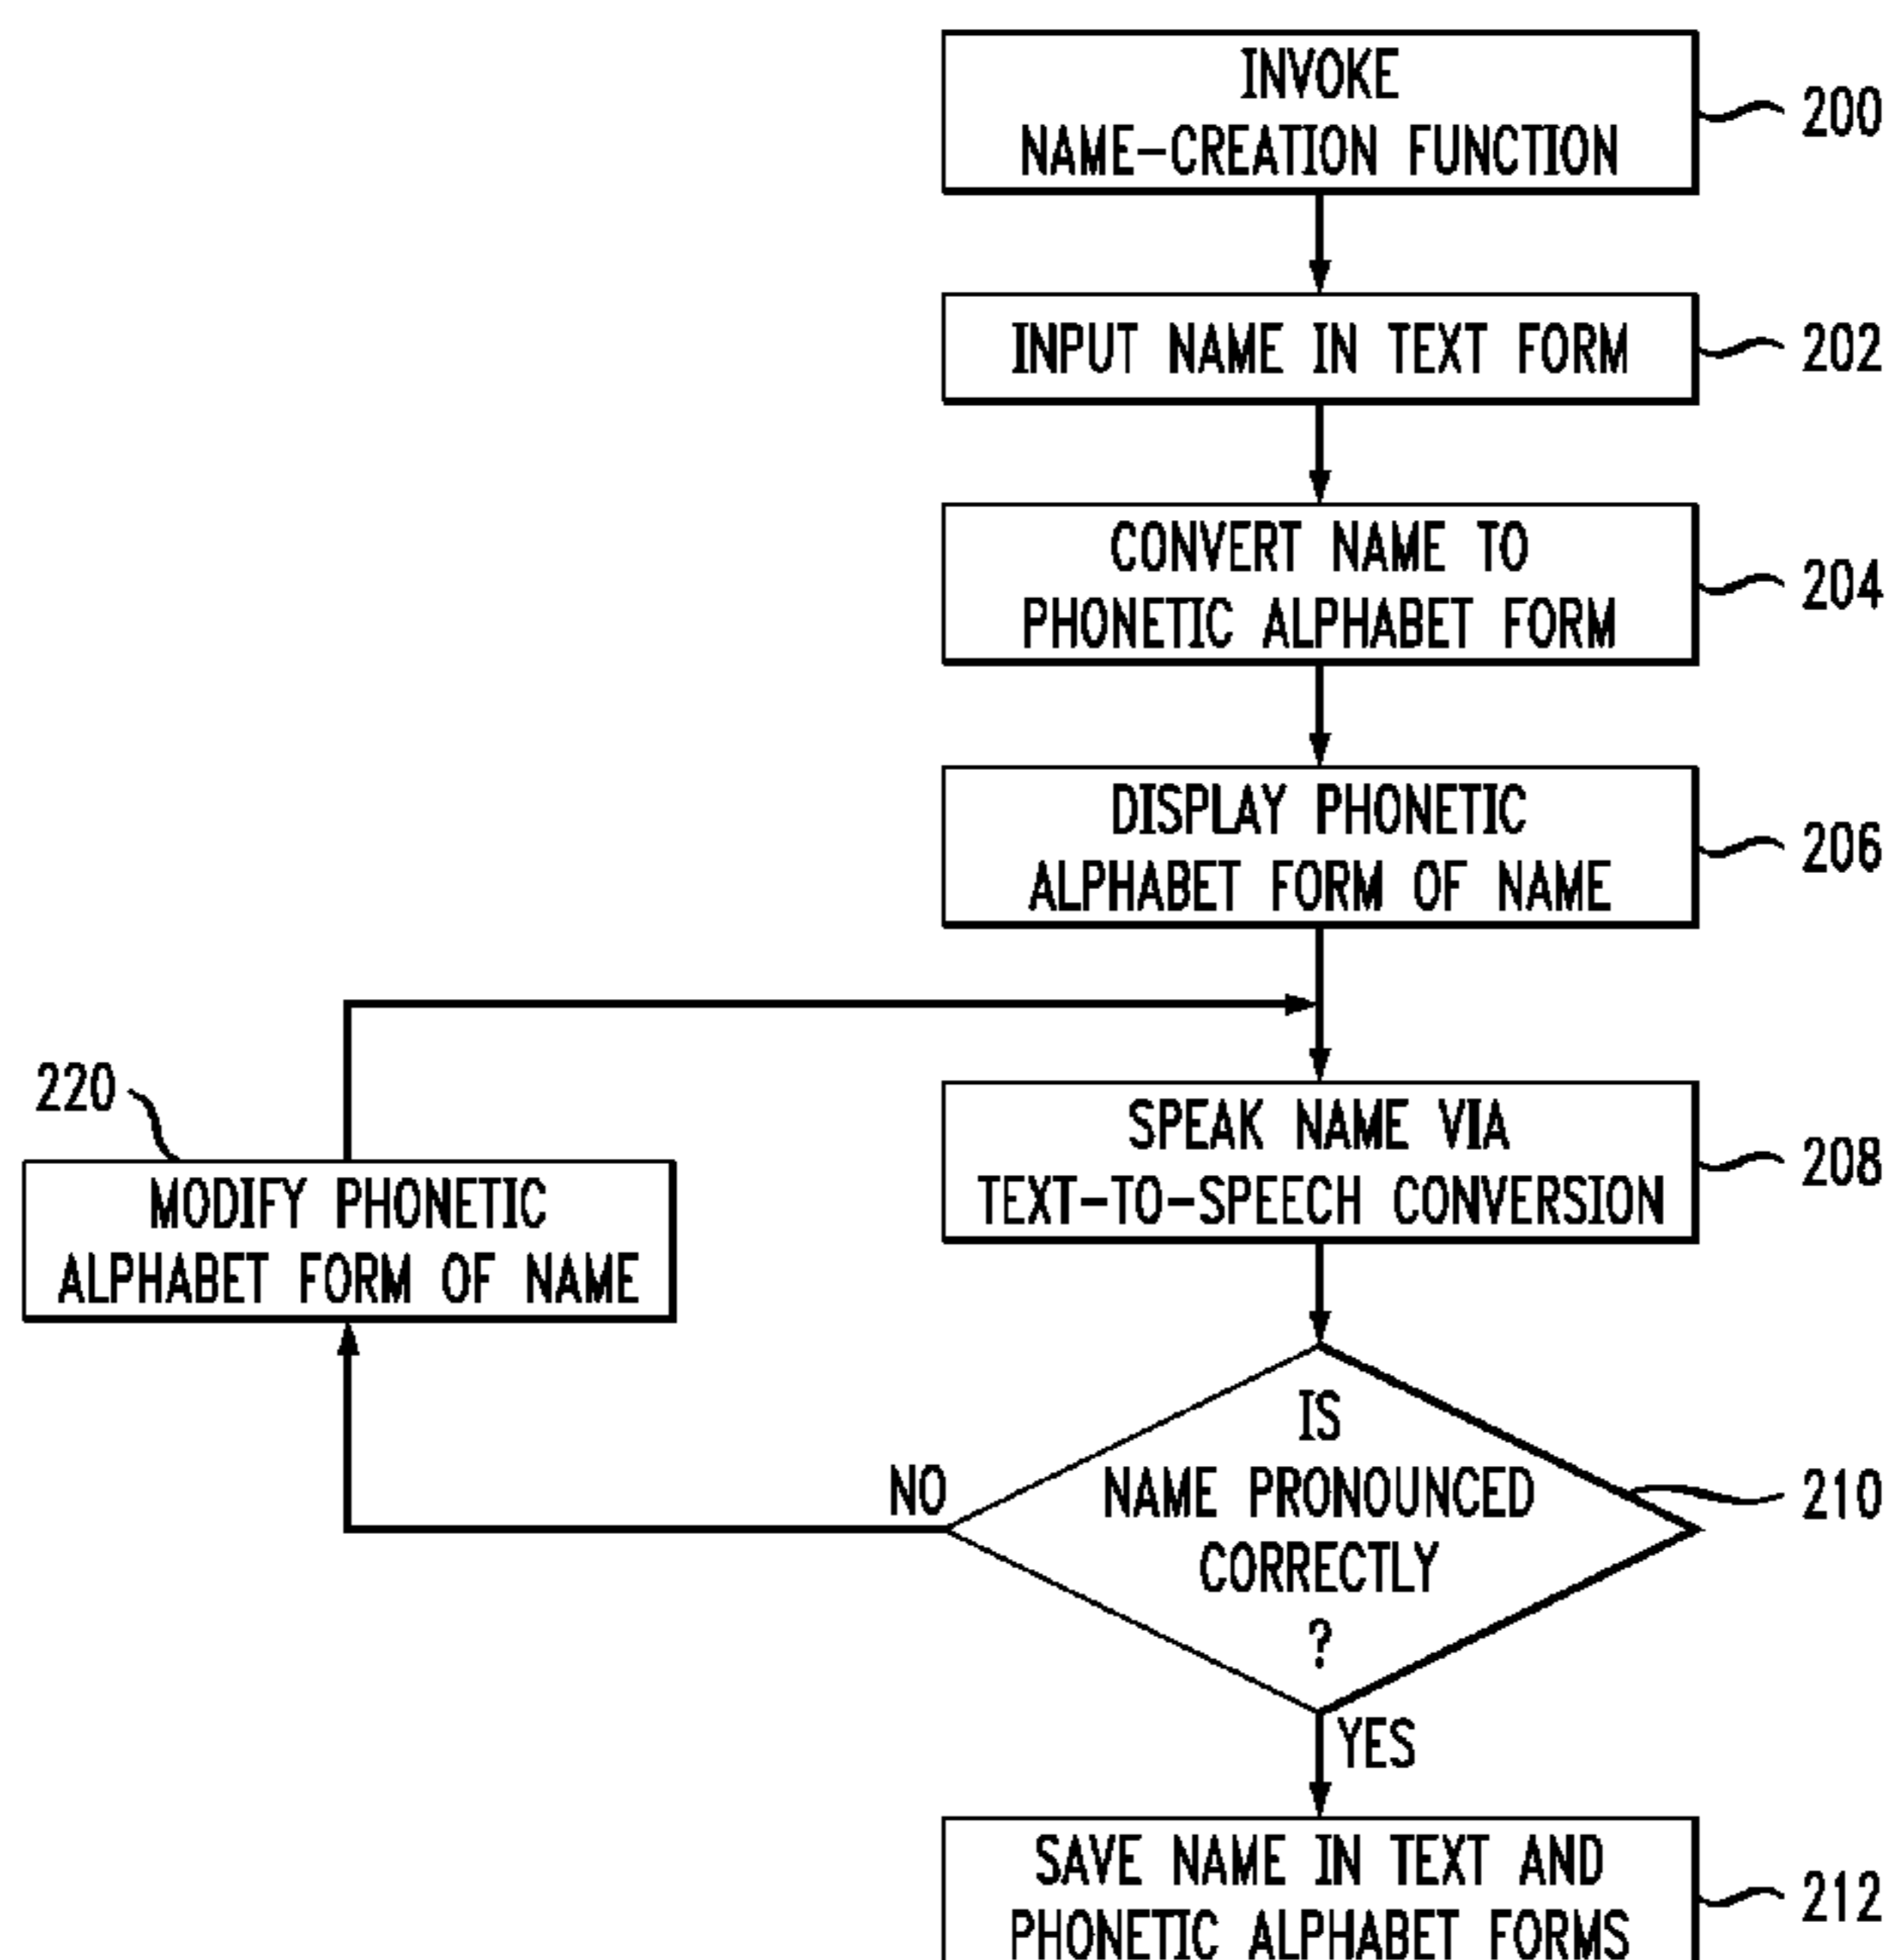 INVOKE
NAME-CREATION FUNCTION
200
INPUT NAME IN TEXT FORM
202
CONVERT NAME TO
PHONETIC ALPHABET FORM
204
DISPLAY PHONETIC
ALPHABET FORM OF NAME
206
220
MODIFY PHONETIC
ALPHABET FORM OF NAME
SPEAK NAME VIA
TEXT-TO-SPEECH CONVERSION
208
IS
NAME PRONOUNCED
CORRECTLY
?
210
NO
YES
SAVE NAME IN TEXT AND
PHONETIC ALPHABET FORMS
212